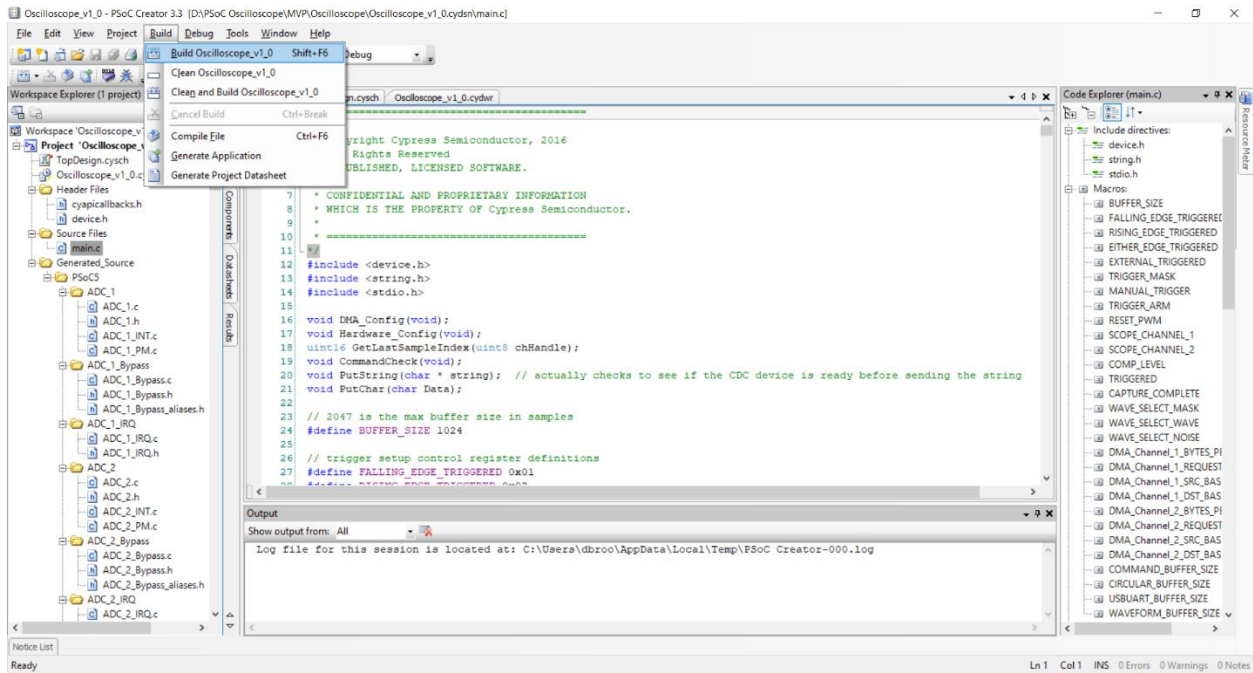 Oscilloscope_v1_0 - PSoC Creator 3.3 [D:\PSoC Oscilloscope\MVP\Oscilloscope\Oscilloscope_v1_0.cydsn\main.c]
File Edit View Project Build Debug Tools Window Help
Debug
Build Oscilloscope_v1_0 Shift+F6
Clean Oscilloscope_v1_0
Clean and Build Oscilloscope_v1_0
Cancel Build Ctrl+Break
Compile File Ctrl+F6
Generate Application
Generate Project Datasheet
Workspace Explorer (1 project)
Workspace 'Oscilloscope_v
Project 'Oscilloscope_v
TopDesign.cysch
Oscilloscope_v1_0.c
Header Files
cyapicallbacks.h
device.h
Source Files
main.c
Generated_Source
PSoC5
ADC_1
ADC_1.c
ADC_1.h
ADC_1_INT.c
ADC_1_PM.c
ADC_1_Bypass
ADC_1_Bypass.c
ADC_1_Bypass.h
ADC_1_Bypass_aliases.h
ADC_1_IRQ
ADC_1_IRQ.c
ADC_1_IRQ.h
ADC_2
ADC_2.c
ADC_2.h
ADC_2_INT.c
ADC_2_PM.c
ADC_2_Bypass
ADC_2_Bypass.c
ADC_2_Bypass.h
ADC_2_Bypass_aliases.h
ADC_2_IRQ
ADC_2_IRQ.c
Components
Datasheets
Results
gn.cysch Oscilloscope_v1_0.cydwr
========================================
yright Cypress Semiconductor, 2016
Rights Reserved
UBLISHED, LICENSED SOFTWARE.
7 * CONFIDENTIAL AND PROPRIETARY INFORMATION
8 * WHICH IS THE PROPERTY OF Cypress Semiconductor.
9 *
10 * ========================================
11 */
12 #include <device.h>
13 #include <string.h>
14 #include <stdio.h>
15
16 void DMA_Config(void);
17 void Hardware_Config(void);
18 uint16 GetLastSampleIndex(uint8 chHandle);
19 void CommandCheck(void);
20 void PutString(char * string); // actually checks to see if the CDC device is ready before sending the string
21 void PutChar(char Data);
22
23 // 2047 is the max buffer size in samples
24 #define BUFFER_SIZE 1024
25
26 // trigger setup control register definitions
27 #define FALLING_EDGE_TRIGGERED 0x01
Output
Show output from: All
Log file for this session is located at: C:\Users\dbroo\AppData\Local\Temp\PSoC Creator-000.log
Code Explorer (main.c)
Include directives:
device.h
string.h
stdio.h
Macros:
BUFFER_SIZE
FALLING_EDGE_TRIGGERED
RISING_EDGE_TRIGGERED
EITHER_EDGE_TRIGGERED
EXTERNAL_TRIGGERED
TRIGGER_MASK
MANUAL_TRIGGER
TRIGGER_ARM
RESET_PWM
SCOPE_CHANNEL_1
SCOPE_CHANNEL_2
COMP_LEVEL
TRIGGERED
CAPTURE_COMPLETE
WAVE_SELECT_MASK
WAVE_SELECT_WAVE
WAVE_SELECT_NOISE
DMA_Channel_1_BYTES_PE
DMA_Channel_1_REQUEST
DMA_Channel_1_SRC_BAS
DMA_Channel_1_DST_BAS
DMA_Channel_2_BYTES_PE
DMA_Channel_2_REQUEST
DMA_Channel_2_SRC_BAS
DMA_Channel_2_DST_BAS
COMMAND_BUFFER_SIZE
CIRCULAR_BUFFER_SIZE
USBUART_BUFFER_SIZE
WAVEFORM_BUFFER_SIZE
Resource Meter
Notice List
Ready
Ln 1 Col 1 INS 0 Errors 0 Warnings 0 Notes